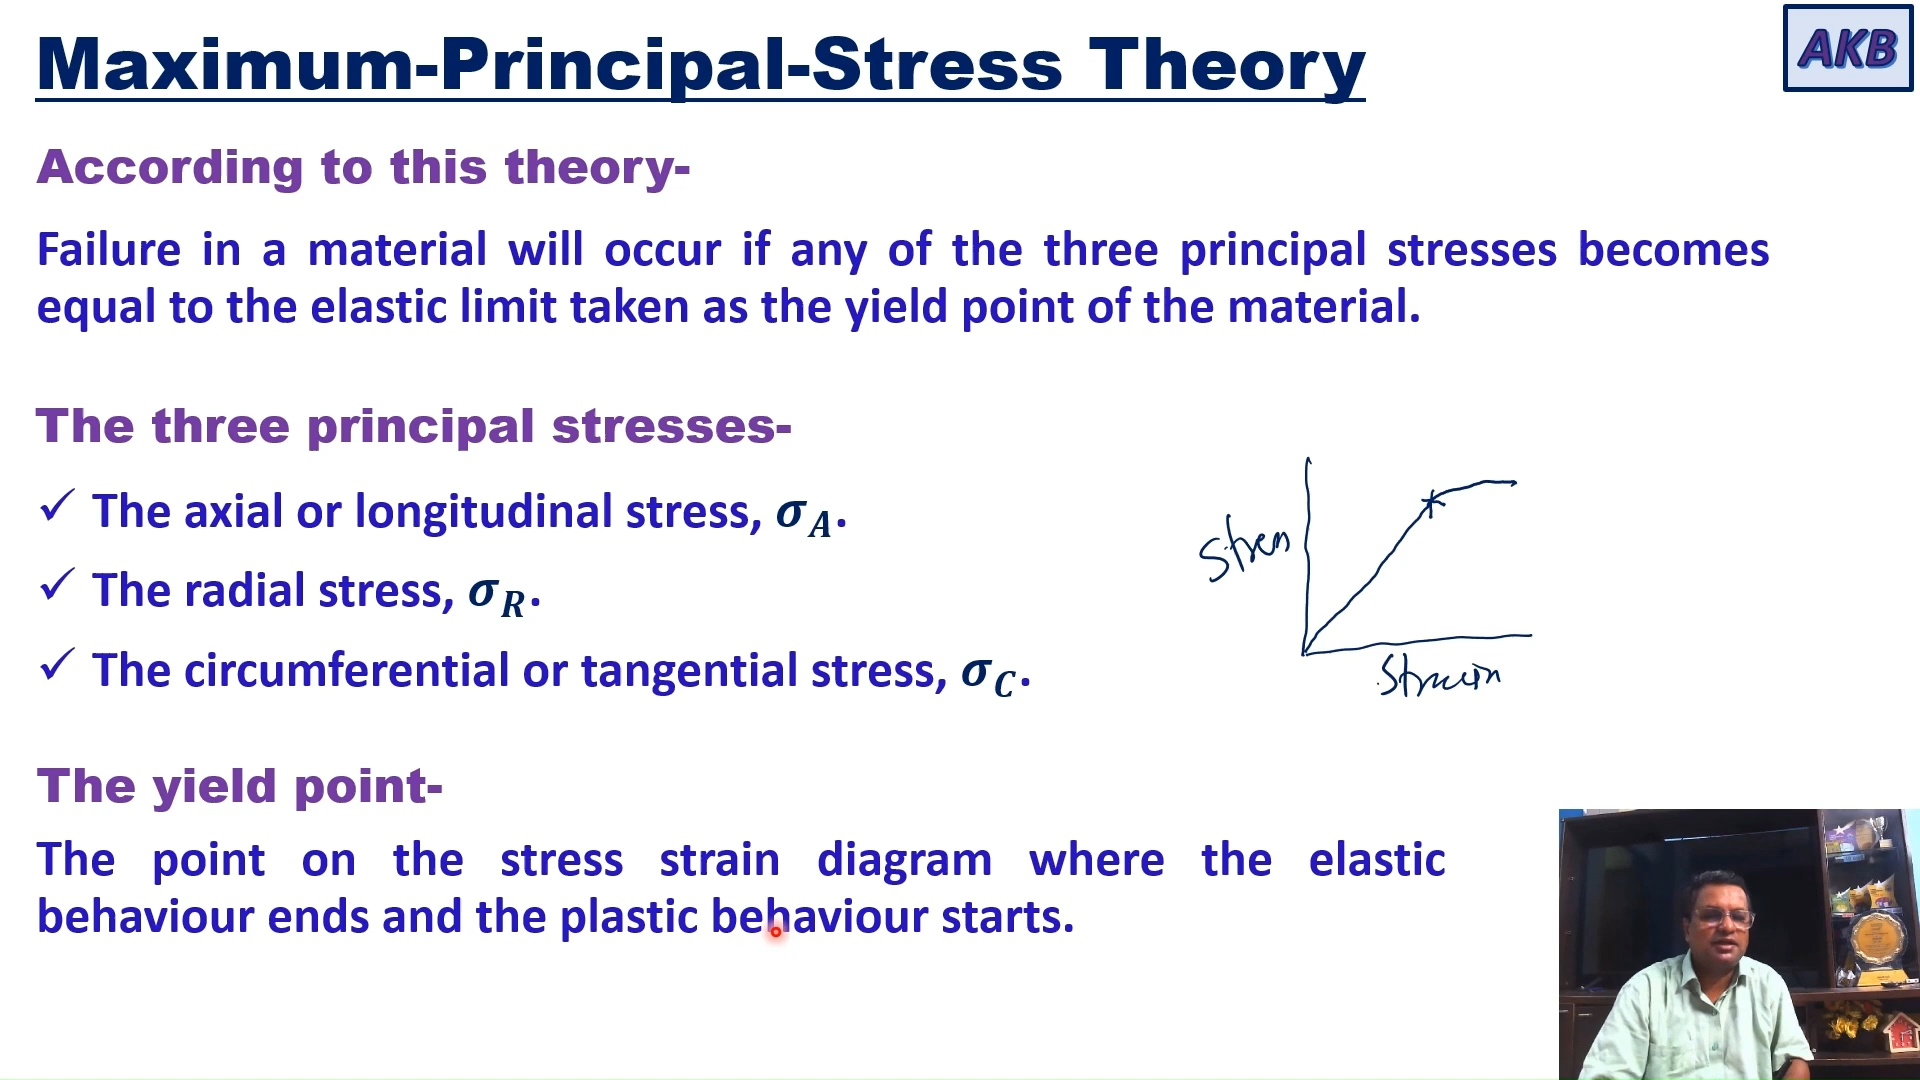 Maximum-Principal-Stress Theory
AKB
According to this theory-
Failure in a material will occur if any of the three principal stresses becomes
equal to the elastic limit taken as the yield point of the material.
The three principal stresses-
✓ The axial or longitudinal stress, σ_A.
✓ The radial stress, σ_R.
✓ The circumferential or tangential stress, σ_C.
Stress
Strain
The yield point-
The point on the stress strain diagram where the elastic
behaviour ends and the plastic behaviour starts.